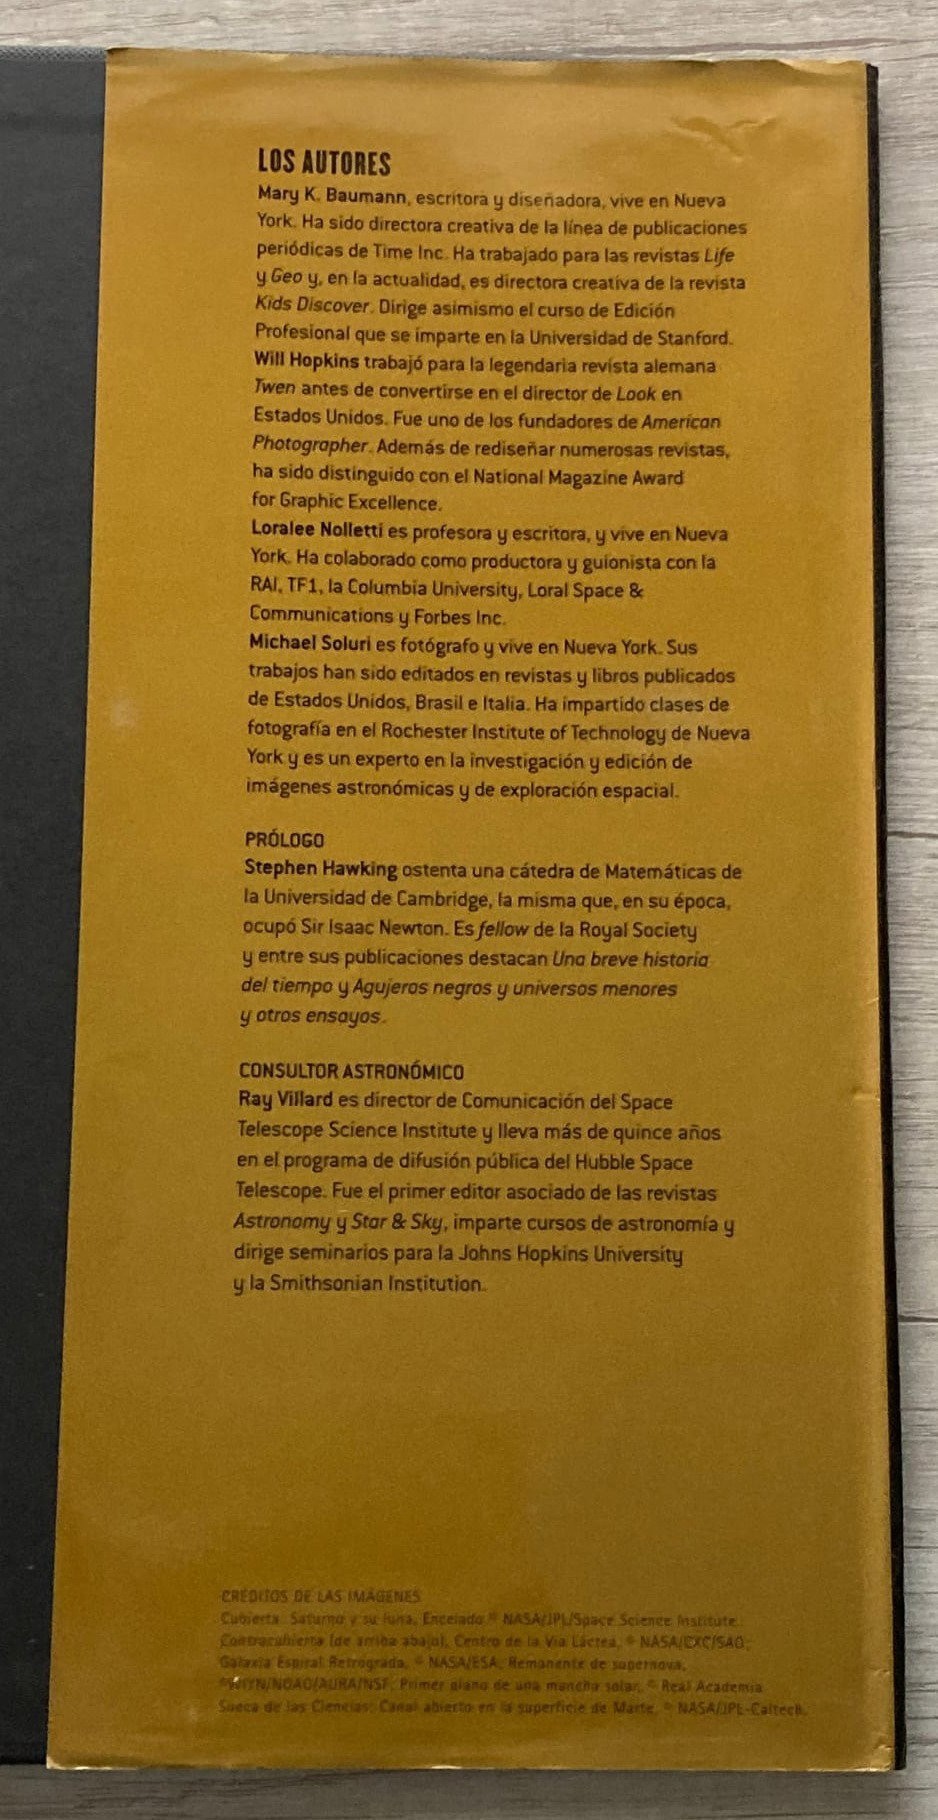 LOS AUTORES
Mary K. Baumann, escritora y diseñadora, vive en Nueva
York. Ha sido directora creativa de la línea de publicaciones
periódicas de Time Inc. Ha trabajado para las revistas Life
y Geo y, en la actualidad, es directora creativa de la revista
Kids Discover. Dirige asimismo el curso de Edición
Profesional que se imparte en la Universidad de Stanford.
Will Hopkins trabajó para la legendaria revista alemana
Twen antes de convertirse en el director de Look en
Estados Unidos. Fue uno de los fundadores de American
Photographer. Además de rediseñar numerosas revistas,
ha sido distinguido con el National Magazine Award
for Graphic Excellence.
Loralee Nolletti es profesora y escritora, y vive en Nueva
York. Ha colaborado como productora y guionista con la
RAI, TF1, la Columbia University, Loral Space &
Communications y Forbes Inc.
Michael Soluri es fotógrafo y vive en Nueva York. Sus
trabajos han sido editados en revistas y libros publicados
de Estados Unidos, Brasil e Italia. Ha impartido clases de
fotografía en el Rochester Institute of Technology de Nueva
York y es un experto en la investigación y edición de
imágenes astronómicas y de exploración espacial.
PRÓLOGO
Stephen Hawking ostenta una cátedra de Matemáticas de
la Universidad de Cambridge, la misma que, en su época,
ocupó Sir Isaac Newton. Es fellow de la Royal Society
y entre sus publicaciones destacan Una breve historia
del tiempo y Agujeros negros y universos menores
y otros ensayos.
CONSULTOR ASTRONÓMICO
Ray Villard es director de Comunicación del Space
Telescope Science Institute y lleva más de quince años
en el programa de difusión pública del Hubble Space
Telescope. Fue el primer editor asociado de las revistas
Astronomy y Star & Sky, imparte cursos de astronomía y
dirige seminarios para la Johns Hopkins University
y la Smithsonian Institution.
CRÉDITOS DE LAS IMÁGENES
Cubierta: Saturno y su luna, Encelado © NASA/JPL/Space Science Institute.
Contracubierta (de arriba abajo), Centro de la Vía Láctea, © NASA/CXC/SAO;
Galaxia Espiral Retrógrada, © NASA/ESA; Remanente de supernova,
©WIYN/NOAO/AURA/NSF; Primer plano de una mancha solar, © Real Academia
Sueca de las Ciencias; Canal abierto en la superficie de Marte, © NASA/JPL-Caltech.